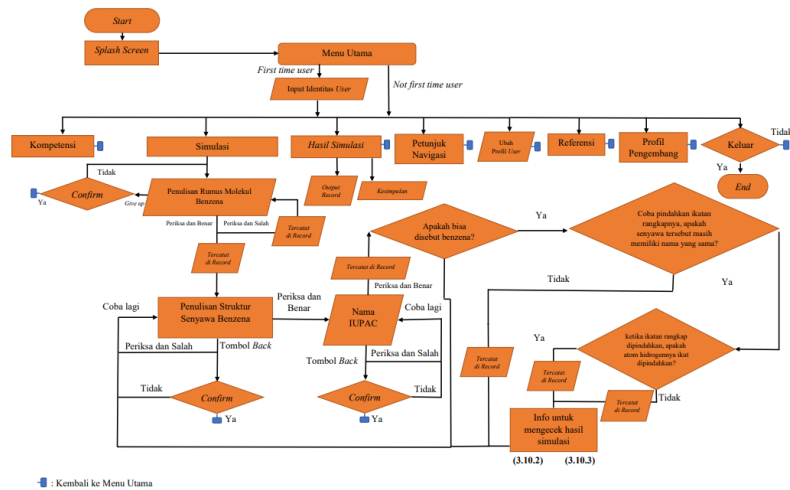 Start
Splash Screen
Menu Utama
First time user
Not first time user
Input Identitas User
Kompetensi
Simulasi
Hasil Simulasi
Petunjuk
Navigasi
Ubah
Profil User
Referensi
Profil
Pengembang
Keluar
Tidak
Ya
End
Tidak
Confirm
Ya
Give up
Penulisan Rumus Molekul
Benzena
Output
Record
Kesimpulan
Periksa dan Benar
Periksa dan Salah
Tercatat
di Record
Tercatat
di Record
Apakah bisa
disebut benzena?
Ya
Coba pindahkan ikatan
rangkapnya, apakah
senyawa tersebut masih
memiliki nama yang sama?
Tercatat di Record
Tidak
Ya
Periksa dan Benar
Coba lagi
Penulisan Struktur
Senyawa Benzena
Periksa dan
Benar
Nama
IUPAC
Coba lagi
Periksa dan Salah
Tombol Back
Tombol Back
Periksa dan Salah
Tercatat
di Record
Ya
ketika ikatan rangkap
dipindahkan, apakah
atom hidrogennya ikut
dipindahkan?
Tercatat
di Record
Tidak
Tercatat
di Record
Tidak
Confirm
Ya
Confirm
Tidak
Ya
Info untuk
mengecek hasil
simulasi
(3.10.2) (3.10.3)
: Kembali ke Menu Utama